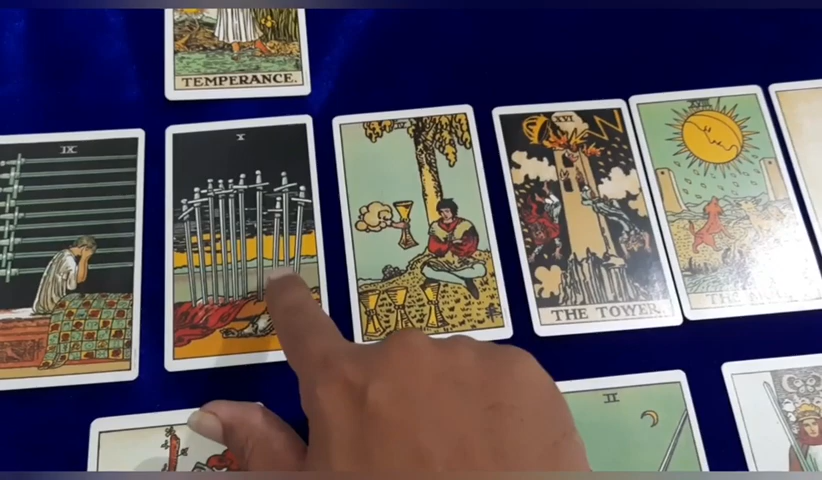 TEMPERANCE.
IX
X
XVI
THE TOWER.
II